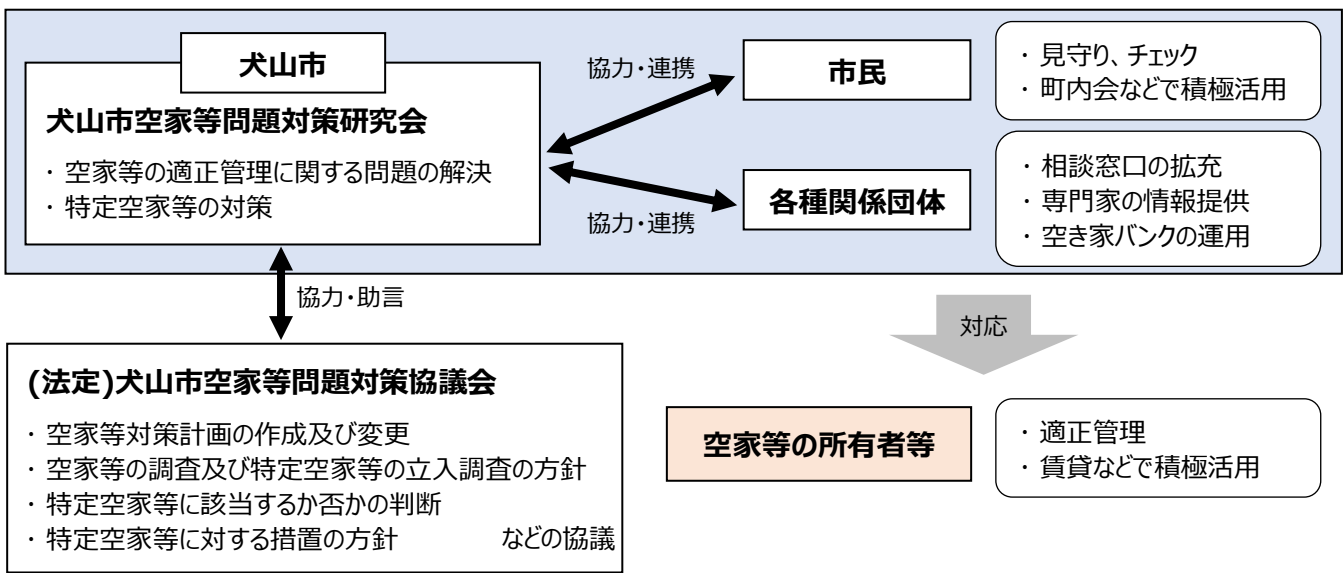 犬山市
犬山市空家等問題対策研究会
・空家等の適正管理に関する問題の解決
・特定空家等の対策
協力・連携
市民
・見守り、チェック
・町内会などで積極活用
協力・連携
各種関係団体
・相談窓口の拡充
・専門家の情報提供
・空き家バンクの運用
協力・助言
対応
(法定)犬山市空家等問題対策協議会
・空家等対策計画の作成及び変更
・空家等の調査及び特定空家等の立入調査の方針
・特定空家等に該当するか否かの判断
・特定空家等に対する措置の方針 などの協議
空家等の所有者等
・適正管理
・賃貸などで積極活用